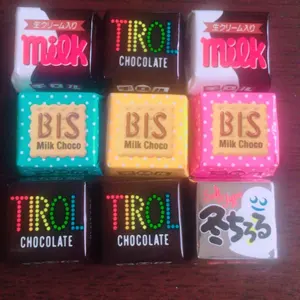 生クリーム入り
milk
TIROL
CHOCOLATE
生クリーム入り
milk
BIS
Milk Choco
BIS
Milk Choco
BIS
Milk Choco
TIROL
CHOCOLATE
TIROL
CHOCOLATE
冬ちろる